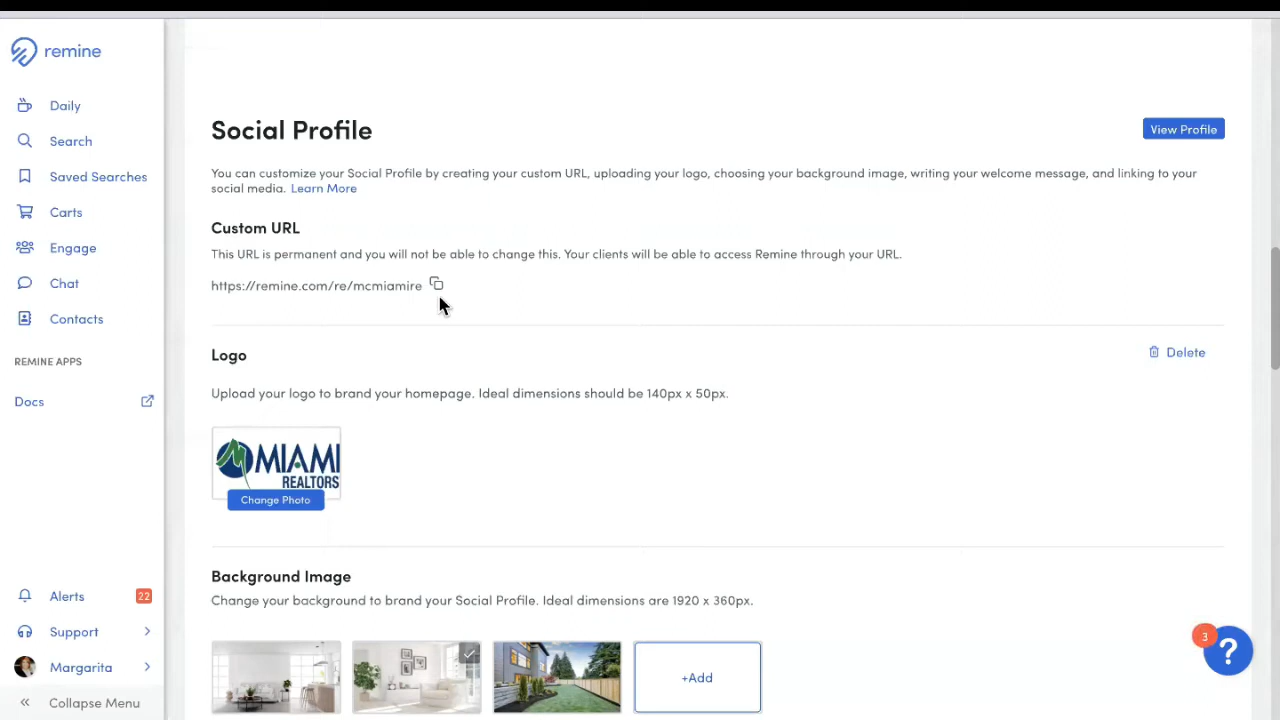 remine
Daily
Search
Saved Searches
Carts
Engage
Chat
Contacts
REMINE APPS
Docs
Alerts 22
Support
Margarita
Collapse Menu
Social Profile
View Profile
You can customize your Social Profile by creating your custom URL, uploading your logo, choosing your background image, writing your welcome message, and linking to your
social media. Learn More
Custom URL
This URL is permanent and you will not be able to change this. Your clients will be able to access Remine through your URL.
https://remine.com/re/mcmiamire
Logo
Delete
Upload your logo to brand your homepage. Ideal dimensions should be 140px x 50px.
MIAMI
REALTORS
Change Photo
Background Image
Change your background to brand your Social Profile. Ideal dimensions are 1920 x 360px.
+Add
3
?